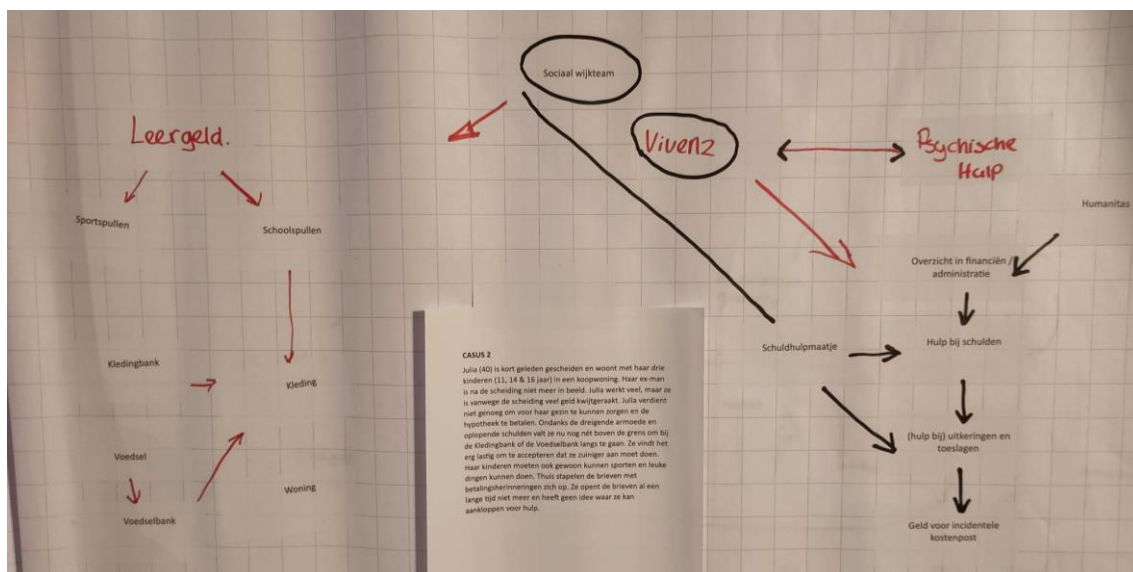 Sociaal wijkteam
Leergeld.
Vivenz
Psychische
Hulp
Sportspullen
Schoolspullen
Humanitas
Overzicht in financiën /
administratie
Kledingbank
Kleding
Schuldhulpmaatje
Hulp bij schulden
Voedsel
Voedselbank
Woning
(hulp bij) uitkeringen en
toeslagen
Geld voor incidentele
kostenpost
CASUS 2
Julia (40) is kort geleden gescheiden en woont met haar drie
kinderen (11, 14 & 16 jaar) in een koopwoning. Haar ex-man
is na de scheiding niet meer in beeld. Julia werkt veel, maar ze
is vanwege de scheiding veel geld kwijtgeraakt. Julia verdient
niet genoeg om voor haar gezin te kunnen zorgen en de
hypotheek te betalen. Ondanks de dreigende armoede en
oplopende schulden valt ze nu nog nét boven de grens om bij
de Kledingbank of de Voedselbank langs te gaan. Ze vindt het
erg lastig om te accepteren dat ze zuiniger aan moet doen.
Haar kinderen moeten ook gewoon kunnen sporten en leuke
dingen kunnen doen. Thuis stapelen de brieven met
betalingsherinneringen zich op. Ze opent de brieven al een
lange tijd niet meer en heeft geen idee waar ze kan
aankloppen voor hulp.